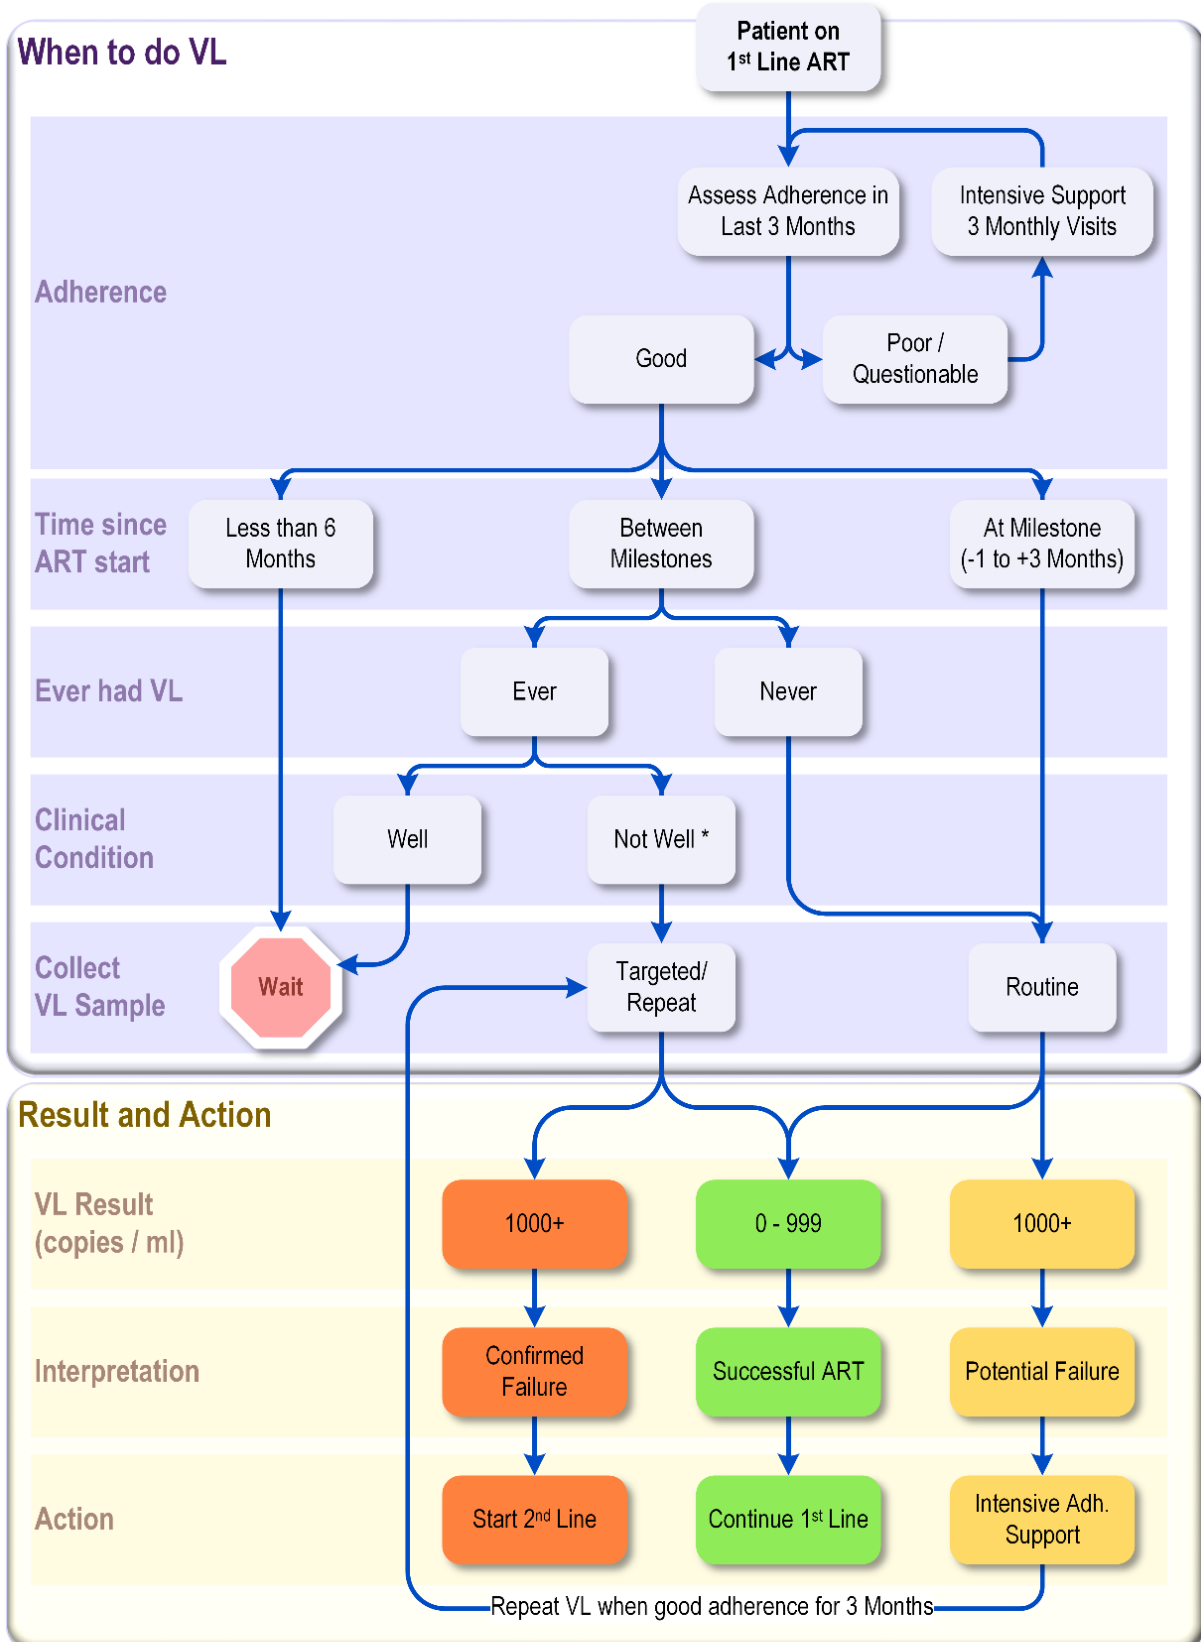 When to do VL
Patient on
1st Line ART
Adherence
Assess Adherence in
Last 3 Months
Intensive Support
3 Monthly Visits
Good
Poor /
Questionable
Time since
ART start
Less than 6
Months
Between
Milestones
At Milestone
(-1 to +3 Months)
Ever had VL
Ever
Never
Clinical
Condition
Well
Not Well *
Collect
VL Sample
Wait
Targeted/
Repeat
Routine
Result and Action
VL Result
(copies / ml)
1000+
0 - 999
1000+
Interpretation
Confirmed
Failure
Successful ART
Potential Failure
Action
Start 2nd Line
Continue 1st Line
Intensive Adh.
Support
Repeat VL when good adherence for 3 Months